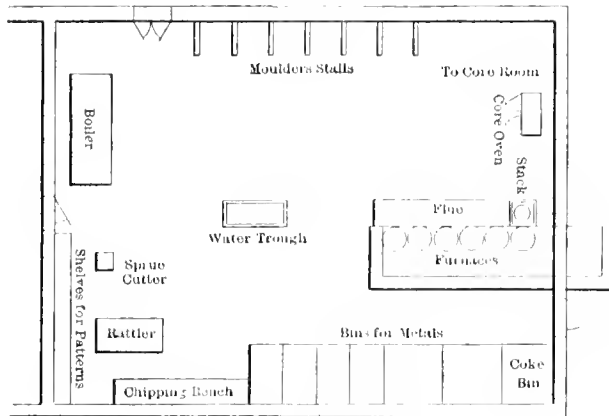 Moulders Stalls
To Core Room
Boiler
Core Oven
Stack
Flue
Water Trough
Furnaces
Shelves for Patterns
Sprue
Cutter
Rattler
Bins for Metals
Coke
Bin
Chipping Bench